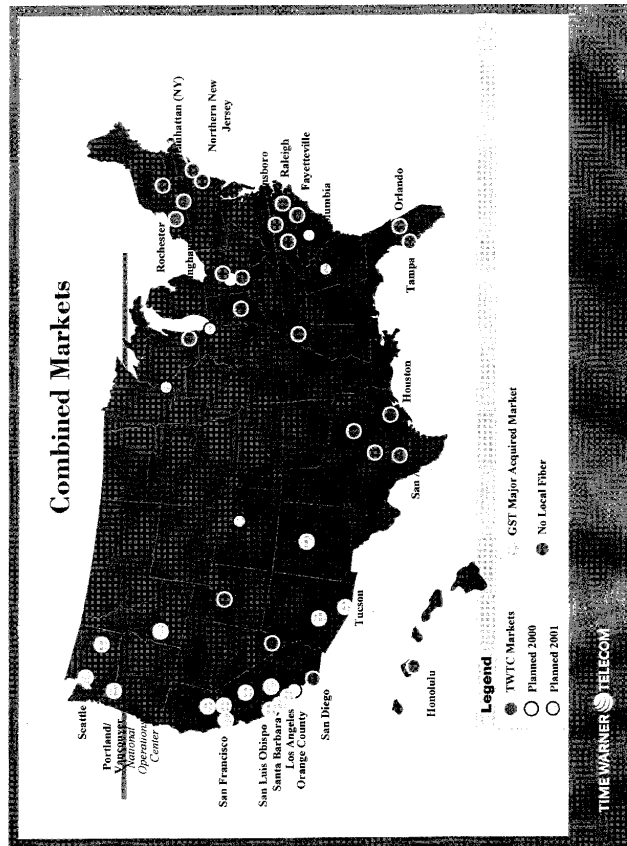 Combined Markets
Seattle
Portland/
Vancouver
National
Operations
Center
San Francisco
San Luis Obispo
Santa Barbara
Los Angeles
Orange County
San Diego
Tucson
Honolulu
San
Houston
Rochester
Manhattan (NY)
Northern New
Jersey
Raleigh
Fayetteville
Orlando
Tampa
Legend
TWTC Markets
Planned 2000
Planned 2001
GST Major Acquired Market
No Local Fiber
TIME WARNER TELECOM